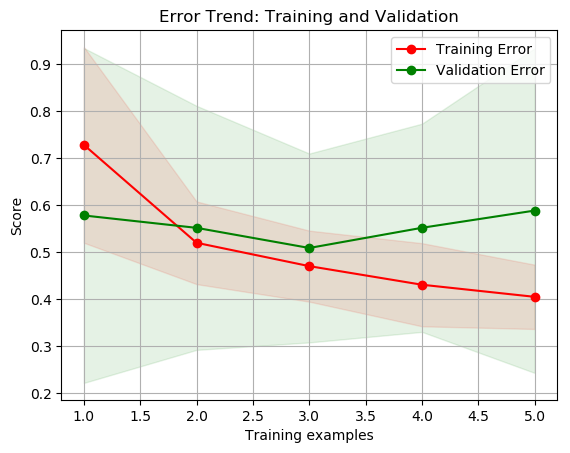 Error Trend: Training and Validation
Training Error
Validation Error
Score
0.9
0.8
0.7
0.6
0.5
0.4
0.3
0.2
1.0 1.5 2.0 2.5 3.0 3.5 4.0 4.5 5.0
Training examples